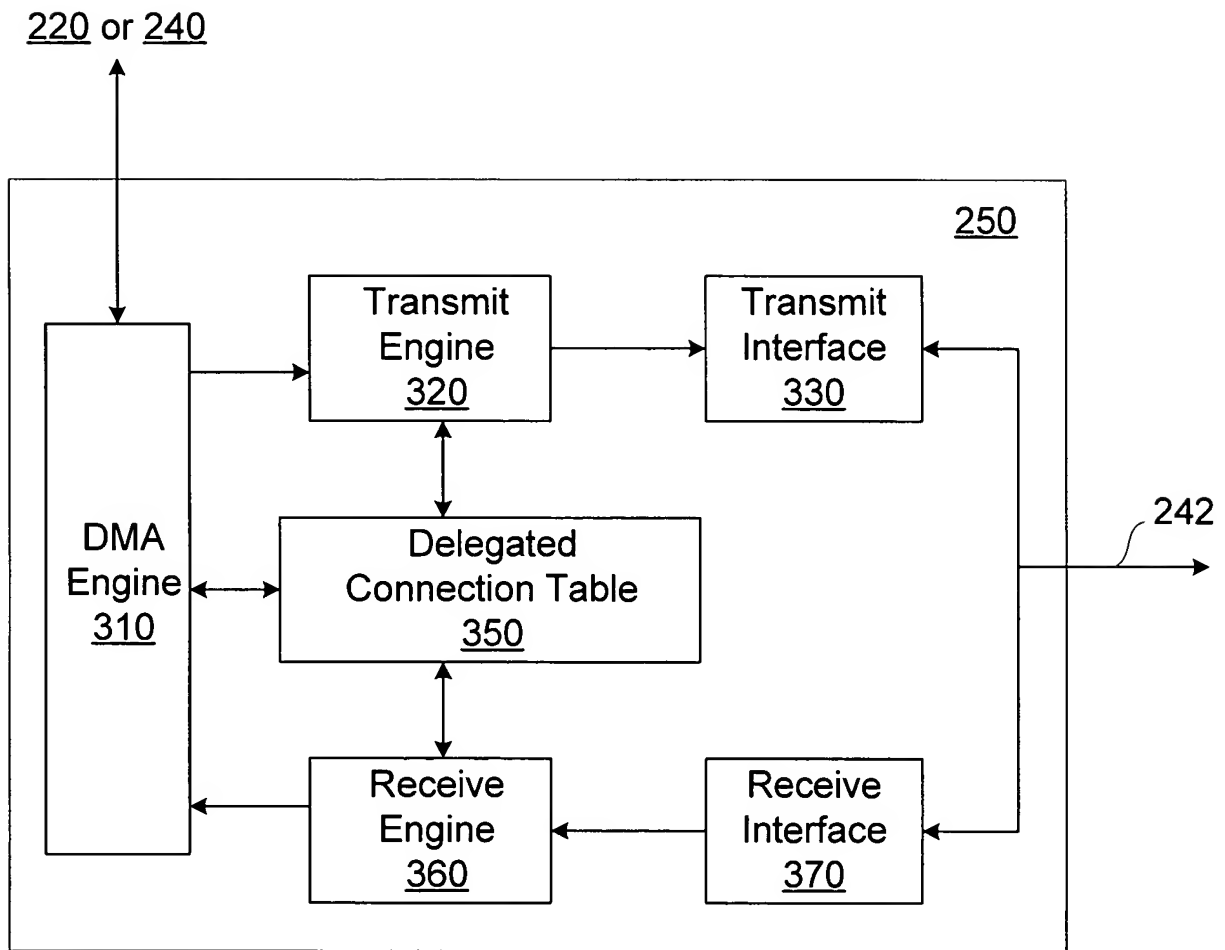 220 or 240
250
Transmit
Engine
320
Transmit
Interface
330
242
DMA
Engine
310
Delegated
Connection Table
350
Receive
Engine
360
Receive
Interface
370